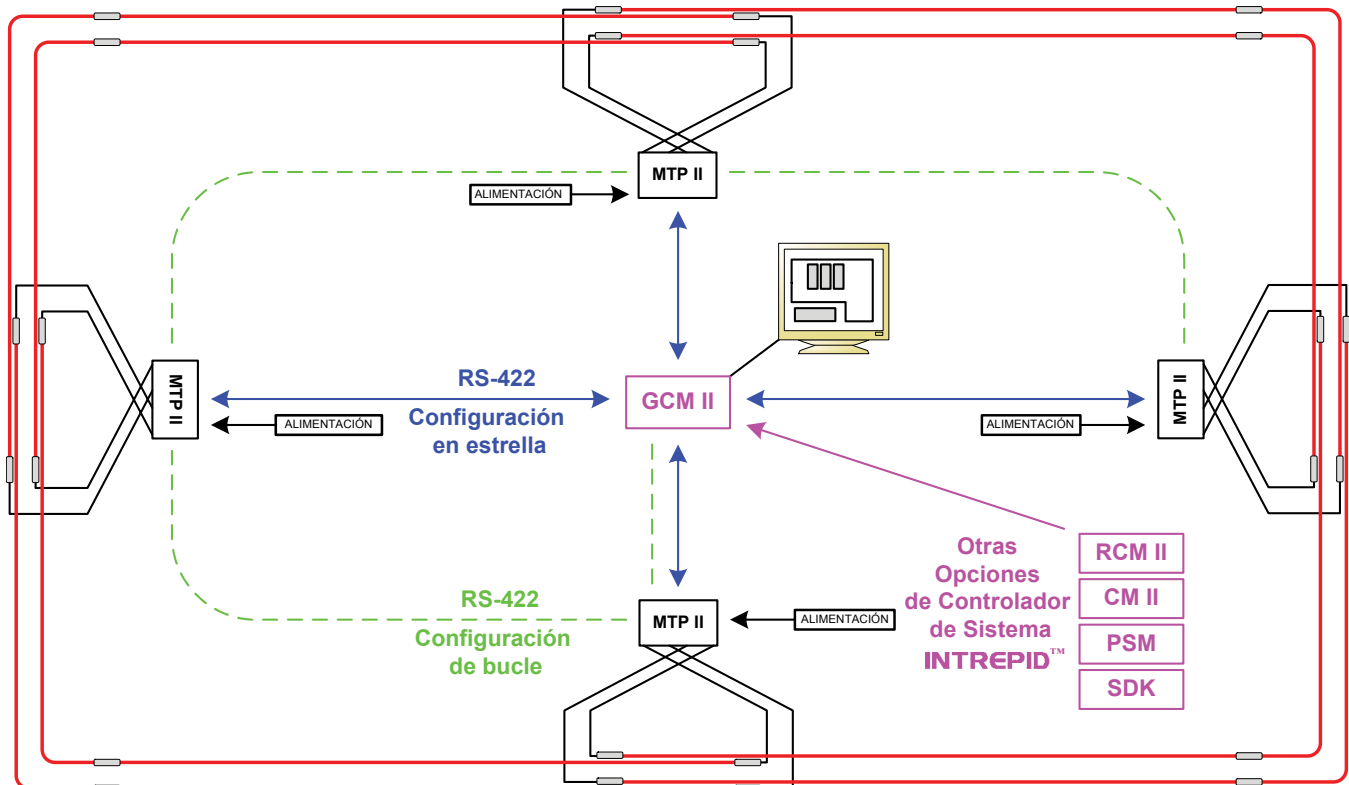 MTP II
ALIMENTACIÓN
MTP II
RS-422
Configuración
en estrella
ALIMENTACIÓN
GCM II
ALIMENTACIÓN
MTP II
RS-422
Configuración
de bucle
MTP II
ALIMENTACIÓN
Otras
Opciones
de Controlador
de Sistema
INTREPID™
RCM II
CM II
PSM
SDK